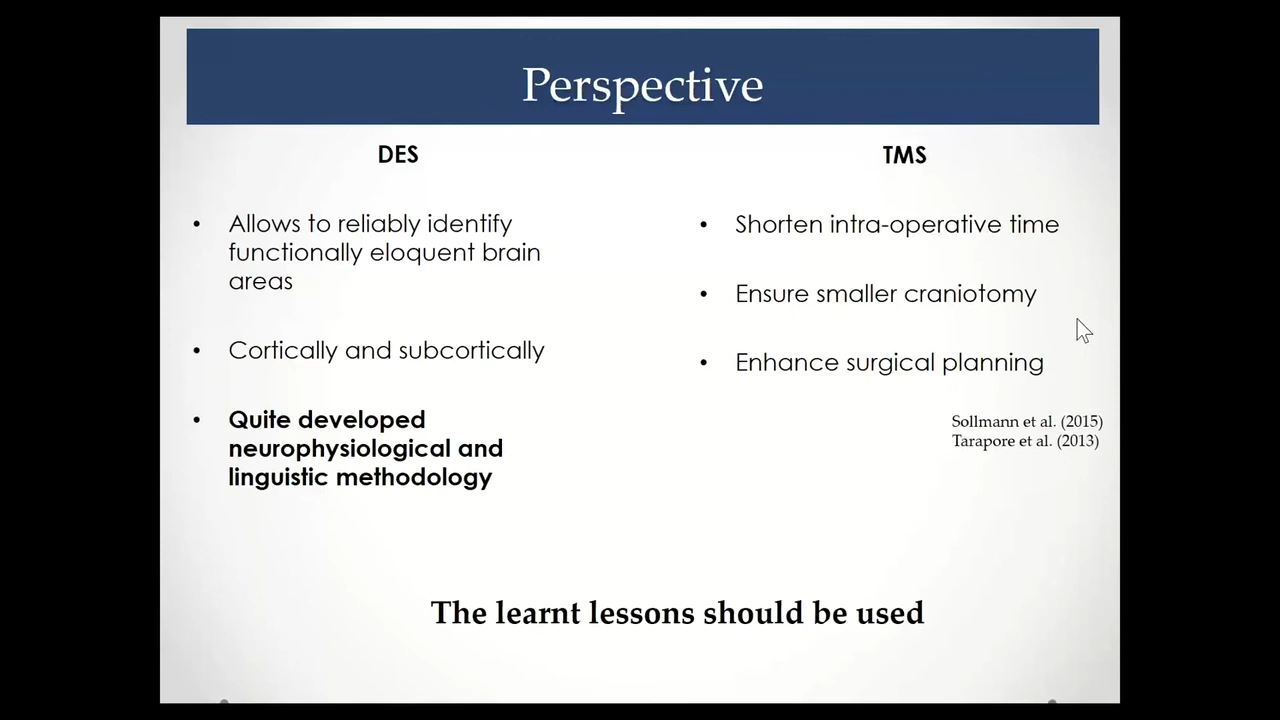 Perspective
DES
• Allows to reliably identify
functionally eloquent brain
areas
• Cortically and subcortically
• Quite developed
neurophysiological and
linguistic methodology
TMS
• Shorten intra-operative time
• Ensure smaller craniotomy
• Enhance surgical planning
Sollmann et al. (2015)
Tarapore et al. (2013)
The learnt lessons should be used